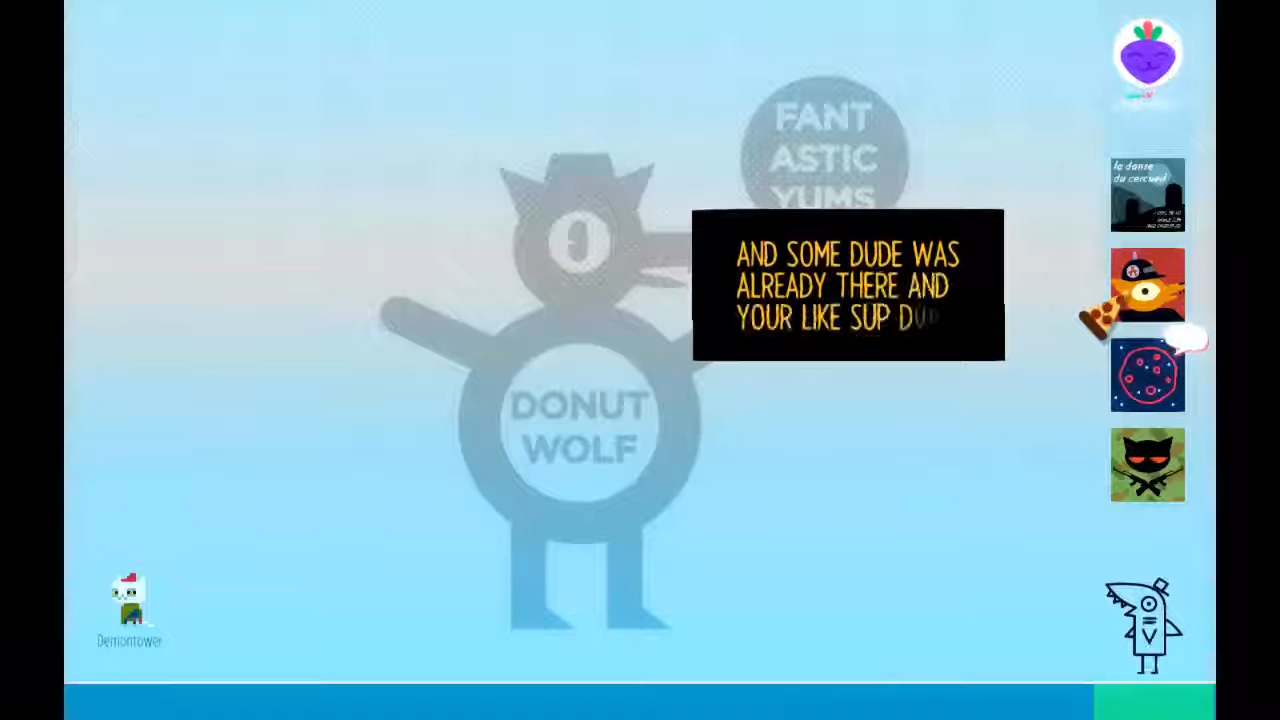 FANT
ASTIC
YUMS
la danse
du cercueil
AND SOME DUDE WAS
ALREADY THERE AND
YOUR LIKE SUP DUD
DONUT
WOLF
Demontower